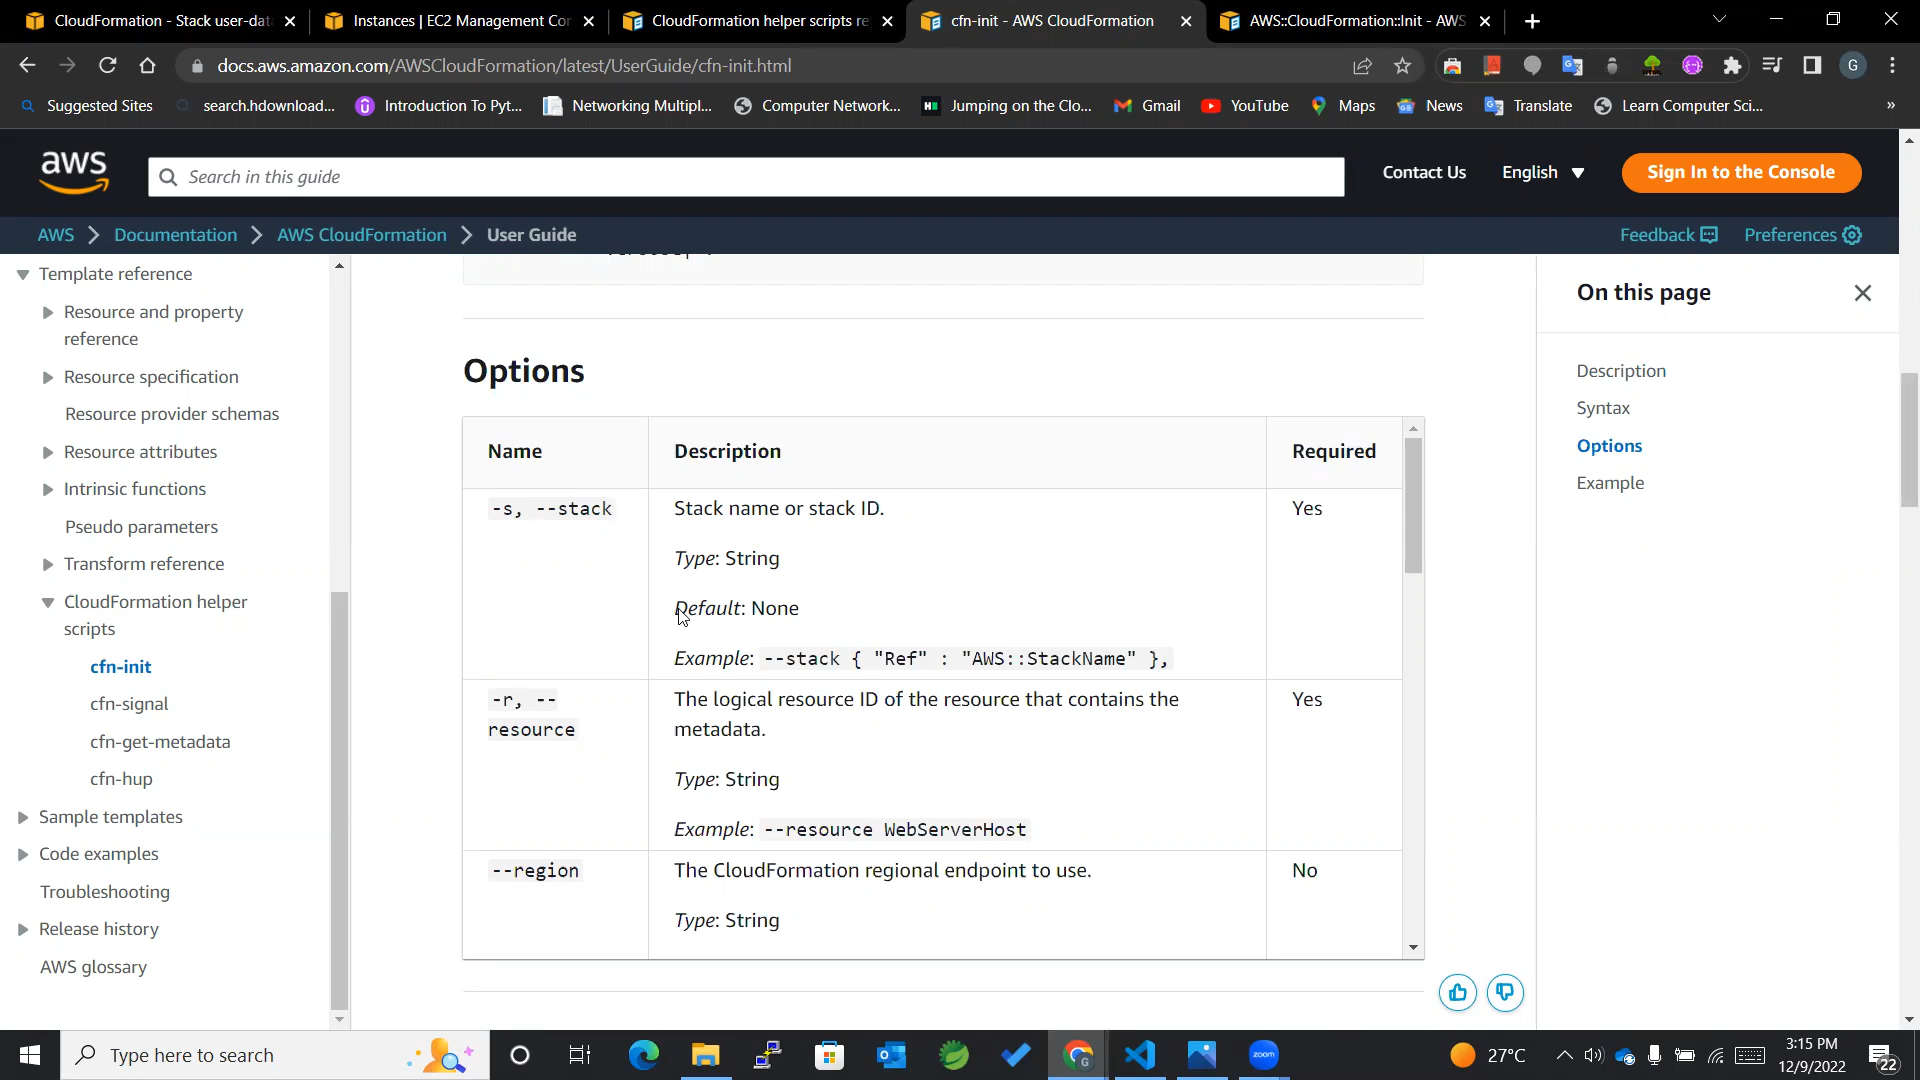 CloudFormation - Stack user-data
Instances | EC2 Management Con
CloudFormation helper scripts re
cfn-init - AWS CloudFormation
AWS::CloudFormation::Init - AWS
docs.aws.amazon.com/AWSCloudFormation/latest/UserGuide/cfn-init.html
G
Suggested Sites
search.hdownload...
Introduction To Pyt...
Networking Multipl...
Computer Network...
Jumping on the Clo...
Gmail
YouTube
Maps
News
Translate
Learn Computer Sci...
»
aws
Search in this guide
Contact Us
English
Sign In to the Console
AWS
Documentation
AWS CloudFormation
User Guide
Feedback
Preferences
Template reference
Resource and property
reference
Resource specification
Resource provider schemas
Resource attributes
Intrinsic functions
Pseudo parameters
Transform reference
CloudFormation helper
scripts
cfn-init
cfn-signal
cfn-get-metadata
cfn-hup
Sample templates
Code examples
Troubleshooting
Release history
AWS glossary
Options
Name
Description
Required
-s, --stack
Stack name or stack ID.
Yes
Type: String
Default: None
Example: --stack { "Ref" : "AWS::StackName" },
-r, --
resource
The logical resource ID of the resource that contains the
metadata.
Yes
Type: String
Example: --resource WebServerHost
--region
The CloudFormation regional endpoint to use.
No
Type: String
On this page
Description
Syntax
Options
Example
Type here to search
zoom
27°C
3:15 PM
12/9/2022
22